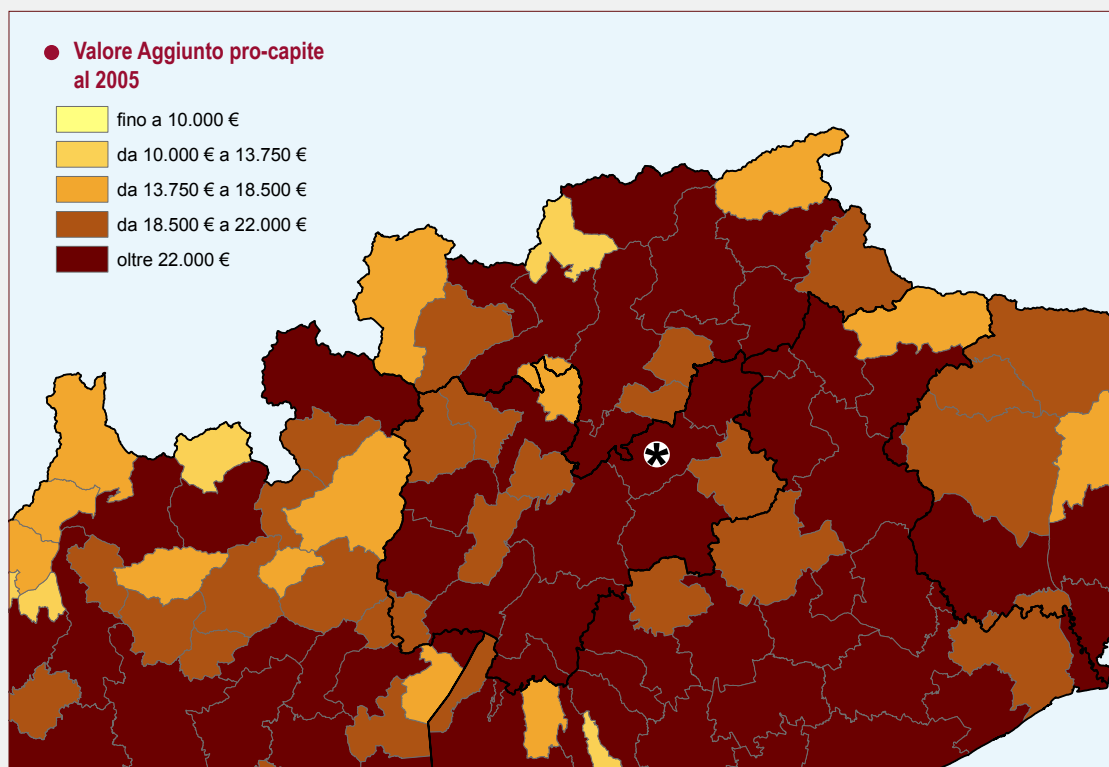 Valore Aggiunto pro-capite
al 2005
fino a 10.000 €
da 10.000 € a 13.750 €
da 13.750 € a 18.500 €
da 18.500 € a 22.000 €
oltre 22.000 €